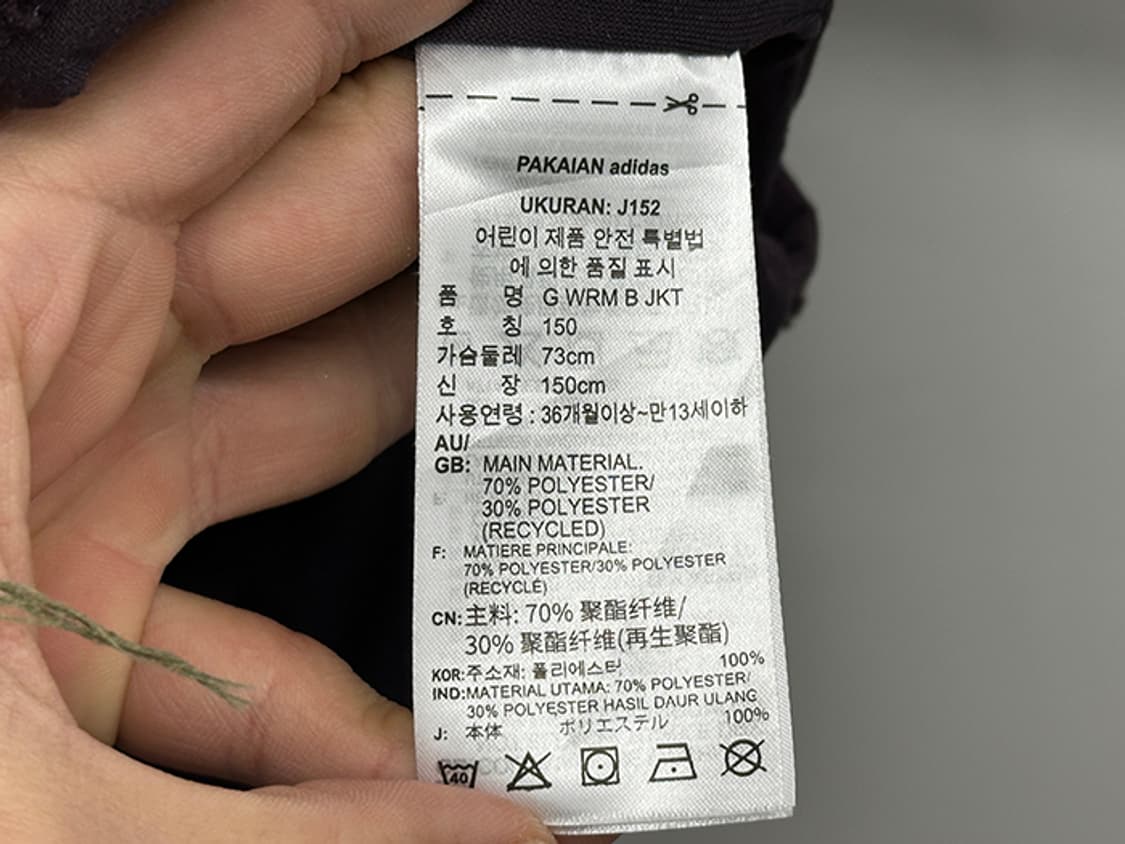 PAKAIAN adidas
UKURAN: J152
어린이 제품 안전 특별법
에 의한 품질 표시
품 명 G WRM B JKT
호 칭 150
가슴둘레 73cm
신 장 150cm
사용연령 : 36개월이상~만13세이하
AU/
GB: MAIN MATERIAL.
70% POLYESTER/
30% POLYESTER
(RECYCLED)
F: MATIERE PRINCIPALE:
70% POLYESTER/30% POLYESTER
(RECYCLÉ)
CN: 主料: 70% 聚酯纤维/
30% 聚酯纤维(再生聚酯)
KOR: 주소재: 폴리에스터 100%
IND: MATERIAL UTAMA: 70% POLYESTER/
30% POLYESTER HASIL DAUR ULANG
J: 本体 ポリエステル 100%
40